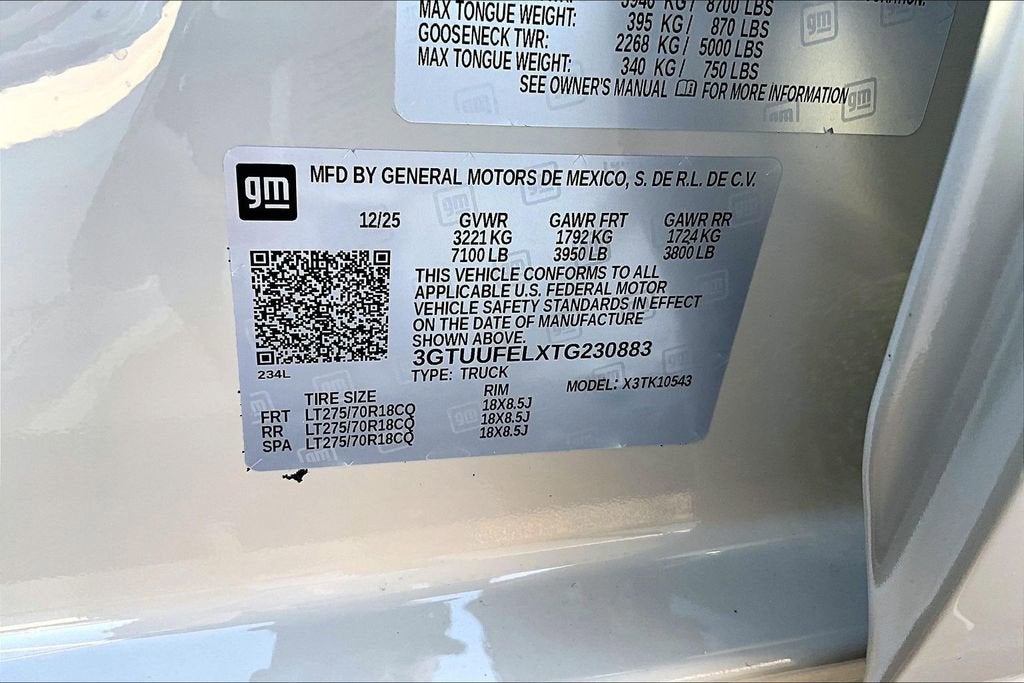 3946 KG/ 8700 LBS
MAX TONGUE WEIGHT: 395 KG/ 870 LBS
GOOSENECK TWR: 2268 KG/ 5000 LBS
MAX TONGUE WEIGHT: 340 KG/ 750 LBS
SEE OWNER'S MANUAL FOR MORE INFORMATION
gm MFD BY GENERAL MOTORS DE MEXICO, S. DE R.L. DE C.V.
12/25 GVWR GAWR FRT GAWR RR
3221 KG 1792 KG 1724 KG
7100 LB 3950 LB 3800 LB
THIS VEHICLE CONFORMS TO ALL
APPLICABLE U.S. FEDERAL MOTOR
VEHICLE SAFETY STANDARDS IN EFFECT
ON THE DATE OF MANUFACTURE
SHOWN ABOVE.
3GTUUFELXTG230883
234L
TYPE: TRUCK MODEL: X3TK10543
TIRE SIZE RIM
FRT LT275/70R18CQ 18X8.5J
RR LT275/70R18CQ 18X8.5J
SPA LT275/70R18CQ 18X8.5J